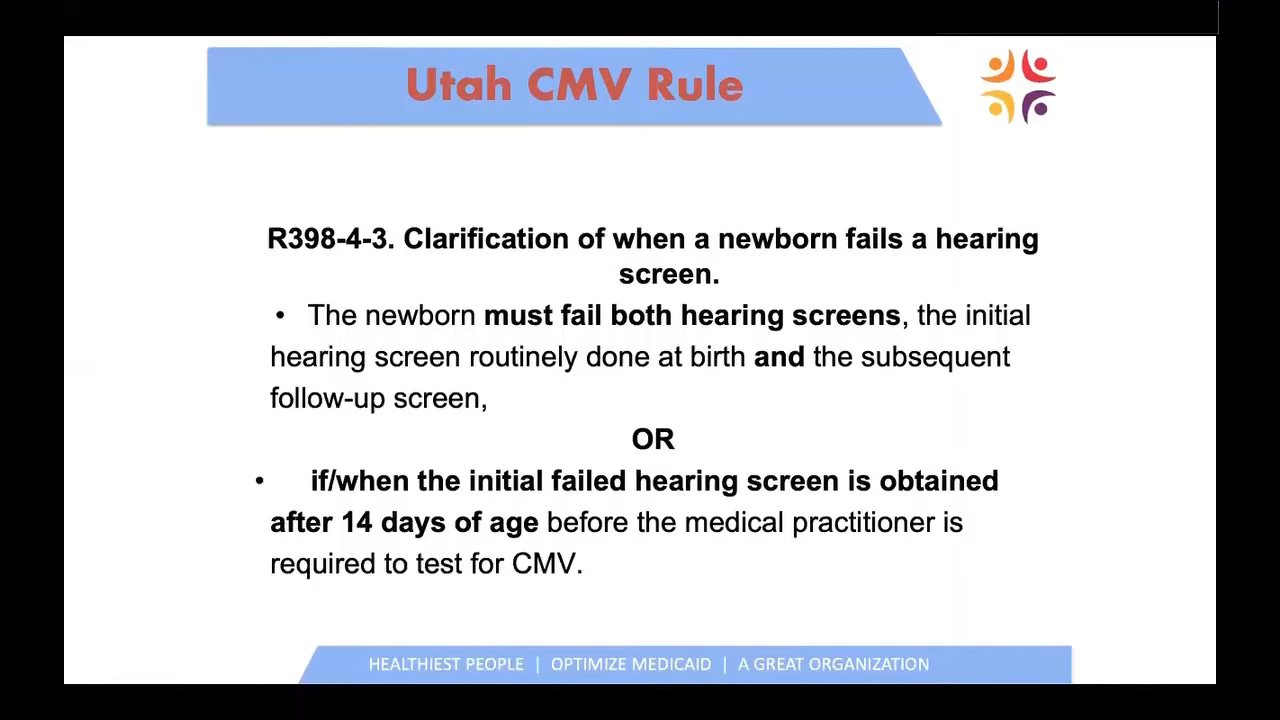 Utah CMV Rule
R398-4-3. Clarification of when a newborn fails a hearing
screen.
• The newborn must fail both hearing screens, the initial
hearing screen routinely done at birth and the subsequent
follow-up screen,
OR
• if/when the initial failed hearing screen is obtained
after 14 days of age before the medical practitioner is
required to test for CMV.
HEALTHIEST PEOPLE | OPTIMIZE MEDICAID | A GREAT ORGANIZATION